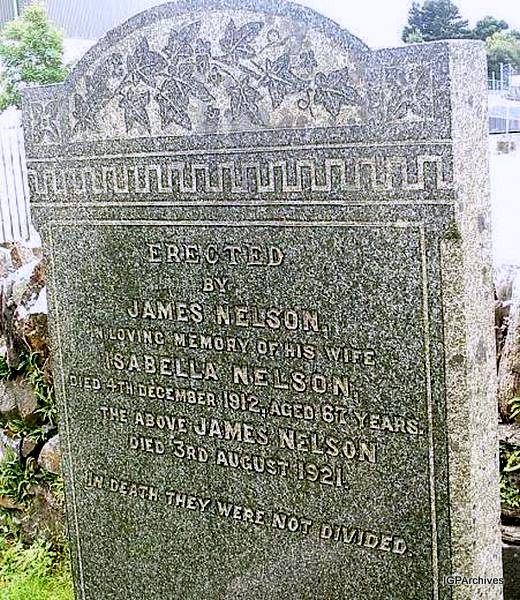 ERECTED
BY
JAMES NELSON,
IN LOVING MEMORY OF HIS WIFE
ISABELLA NELSON,
DIED 4TH DECEMBER 1912, AGED 67 YEARS.
THE ABOVE JAMES NELSON
DIED 3RD AUGUST 1921.
IN DEATH THEY WERE NOT DIVIDED.
IGPArchives